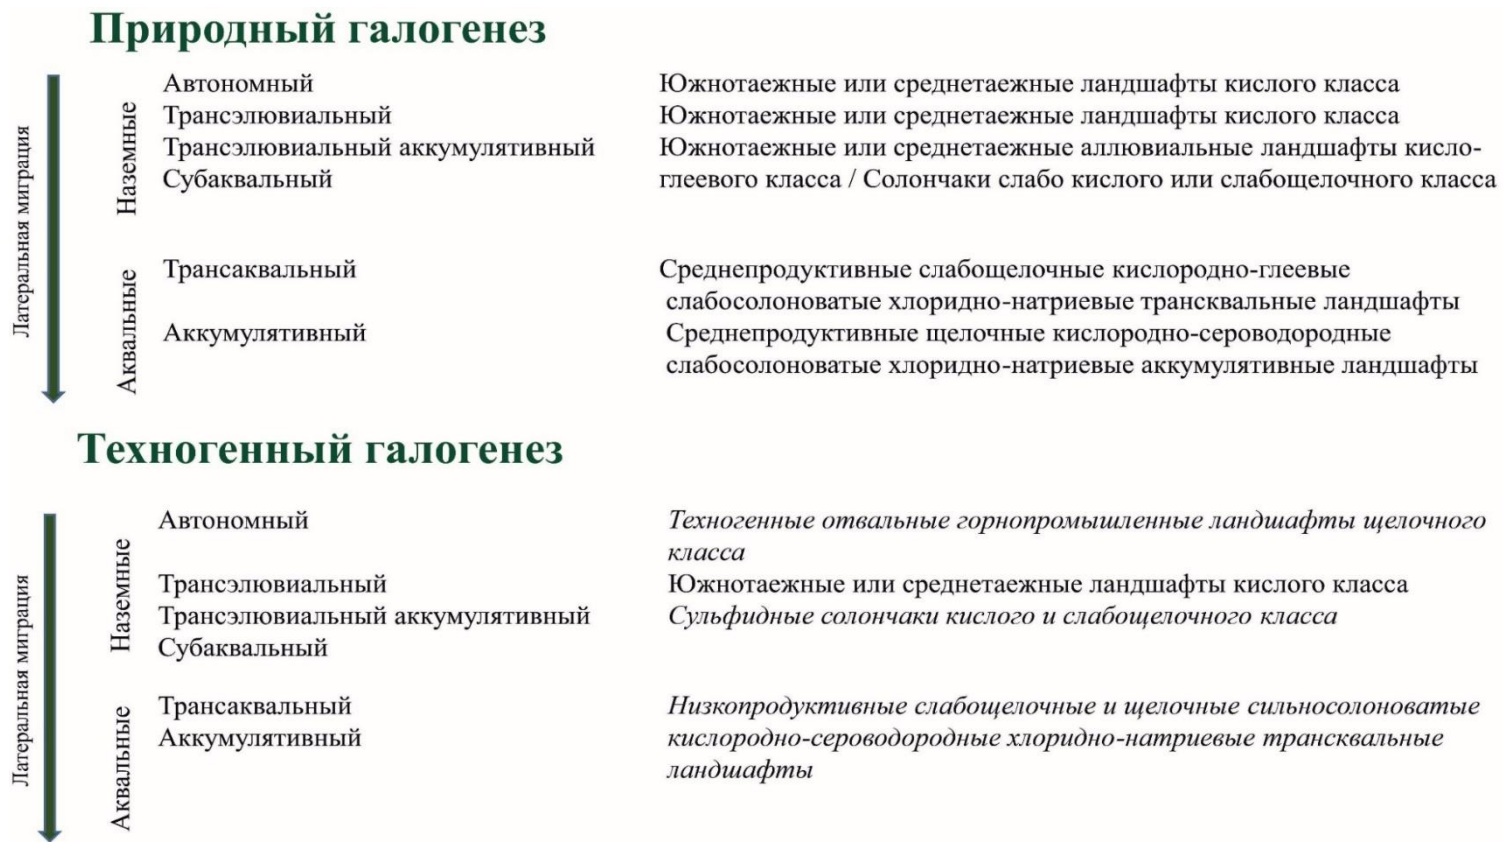 Природный галогенез
Латеральная миграция
Наземные
Автономный
Южнотаежные или среднетаежные ландшафты кислого класса
Трансэлювиальный
Южнотаежные или среднетаежные ландшафты кислого класса
Трансэлювиальный аккумулятивный
Южнотаежные или среднетаежные аллювиальные ландшафты кисло-
Субаквальный
глеевого класса / Солончаки слабо кислого или слабощелочного класса
Аквальные
Трансаквальный
Среднепродуктивные слабощелочные кислородно-глеевые
слабосолоноватые хлоридно-натриевые трансквальные ландшафты
Аккумулятивный
Среднепродуктивные щелочные кислородно-сероводородные
слабосолоноватые хлоридно-натриевые аккумулятивные ландшафты
Техногенный галогенез
Латеральная миграция
Наземные
Автономный
Техногенные отвальные горнопромышленные ландшафты щелочного
класса
Трансэлювиальный
Южнотаежные или среднетаежные ландшафты кислого класса
Трансэлювиальный аккумулятивный
Сульфидные солончаки кислого и слабощелочного класса
Субаквальный
Аквальные
Трансаквальный
Низкопродуктивные слабощелочные и щелочные сильносолоноватые
Аккумулятивный
кислородно-сероводородные хлоридно-натриевые трансквальные
ландшафты